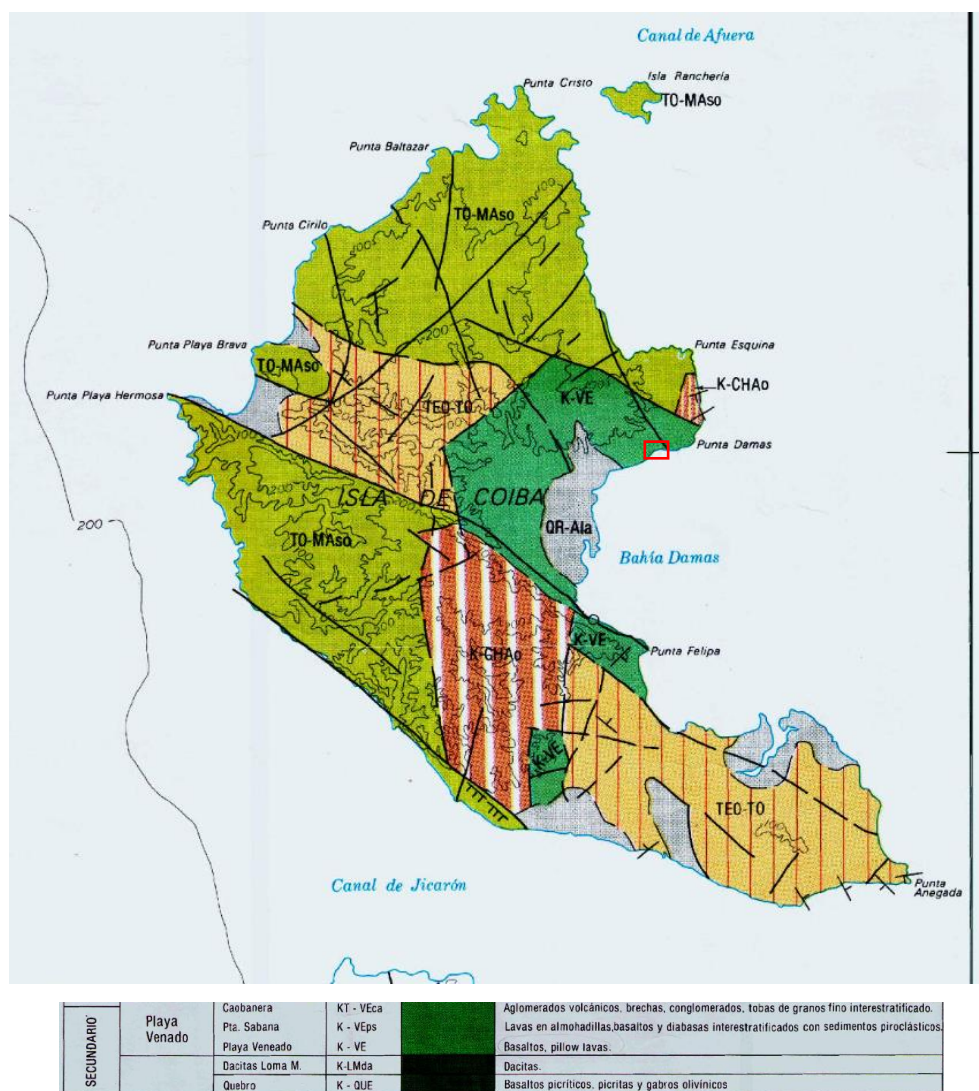 Canal de Afuera
Punta Cristo
Isla Ranchería
TO-MAso
Punta Baltazar
TO-MAso
Punta Cirilo
100
200
Punta Playa Brava
Punta Esquina
TO-MAso
K-CHAo
Punta Playa Hermosa
TEO-TO
K-VE
Punta Damas
ISLA DE COIBA
200
TO-MAso
QR-Ala
Bahía Damas
K-VE
Punta Felipa
K-CHAo
K-VE
TEO-TO
Canal de Jicarón
Punta
Anegada
SECUNDARIO
Playa
Venado
Caobanera KT - VEca Aglomerados volcánicos, brechas, conglomerados, tobas de granos fino interestratificado.
Pta. Sabana K - VEps Lavas en almohadillas,basaltos y diabasas interestratificados con sedimentos piroclásticos.
Playa Veneado K - VE Basaltos, pillow lavas.
Dacitas Loma M. K-LMda Dacitas.
Quebro K - QUE Basaltos picríticos, picritas y gabros olivínicos